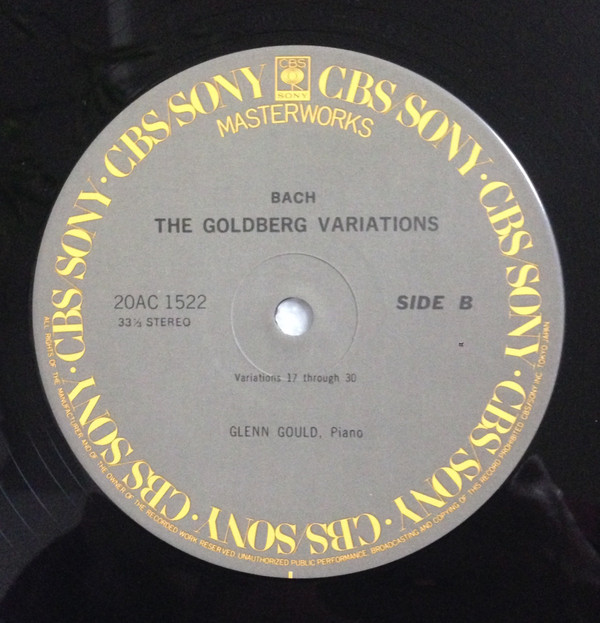 CBS
SONY
CBS/SONY · CBS/SONY · CBS/SONY · CBS/SONY · CBS/SONY · CBS/SONY · CBS/SONY · CBS/SONY
MASTERWORKS
BACH
THE GOLDBERG VARIATIONS
20AC 1522
33⅓ STEREO
SIDE B
Variations 17 through 30
GLENN GOULD, Piano
ALL RIGHTS OF THE MANUFACTURER AND OF THE OWNER OF THE RECORDED WORK RESERVED. UNAUTHORIZED PUBLIC PERFORMANCE, BROADCASTING AND COPYING OF THIS RECORD PROHIBITED. CBS/SONY INC. TOKYO JAPAN